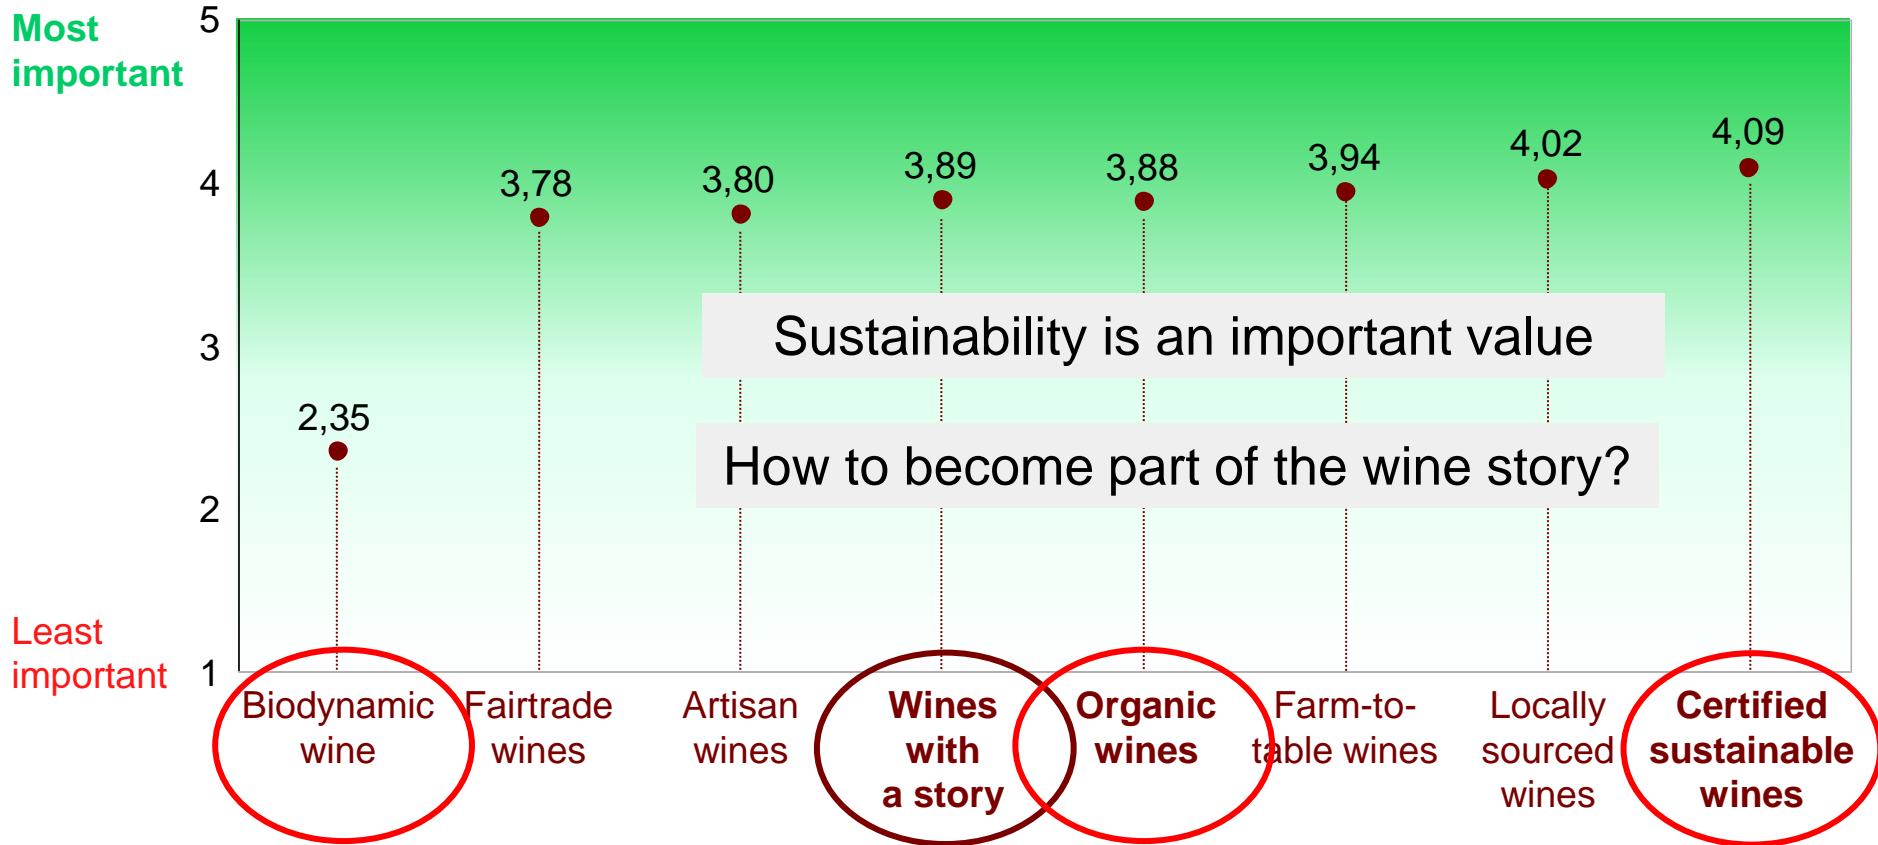 Most
important
5
4
3
2
1
Least
important
2,35
3,78
3,80
3,89
3,88
3,94
4,02
4,09
Sustainability is an important value
How to become part of the wine story?
Biodynamic
wine
Fairtrade
wines
Artisan
wines
Wines
with
a story
Organic
wines
Farm-to-
table wines
Locally
sourced
wines
Certified
sustainable
wines